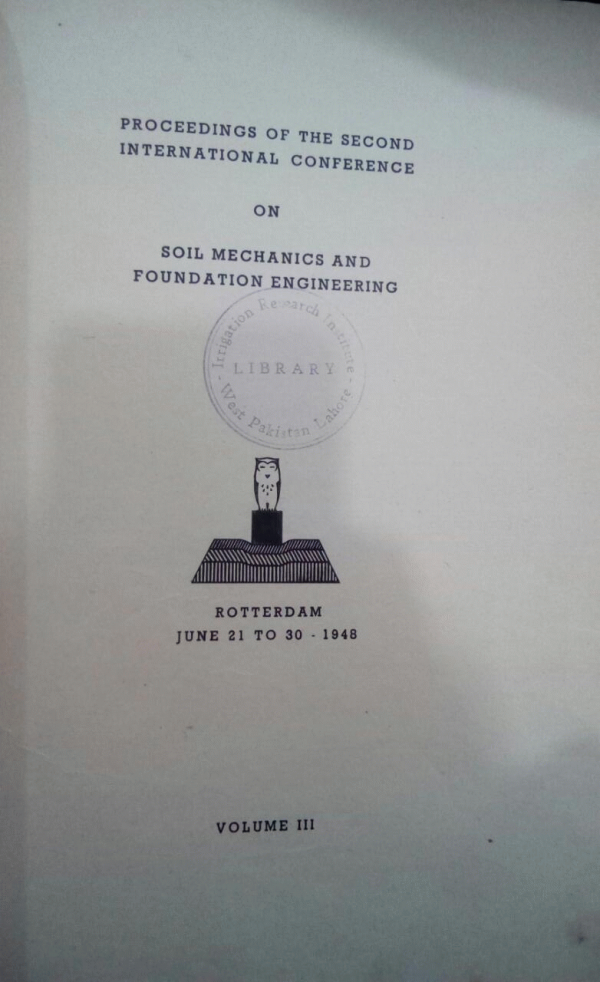 PROCEEDINGS OF THE SECOND
INTERNATIONAL CONFERENCE
ON
SOIL MECHANICS AND
FOUNDATION ENGINEERING
Irrigation Research Institute
LIBRARY
West Pakistan Lahore
ROTTERDAM
JUNE 21 TO 30 - 1948
VOLUME III